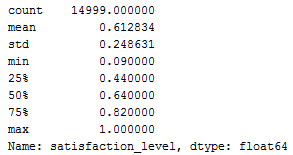 count    14999.000000
mean         0.612834
std          0.248631
min          0.090000
25%          0.440000
50%          0.640000
75%          0.820000
max          1.000000
Name: satisfaction_level, dtype: float64